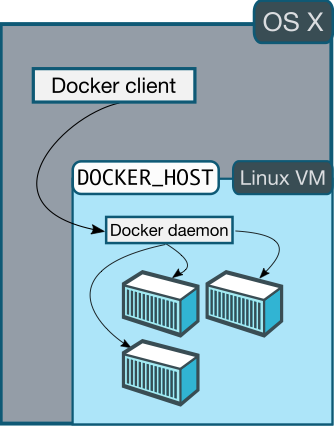 OS X
Docker client
DOCKER_HOST
Linux VM
Docker daemon